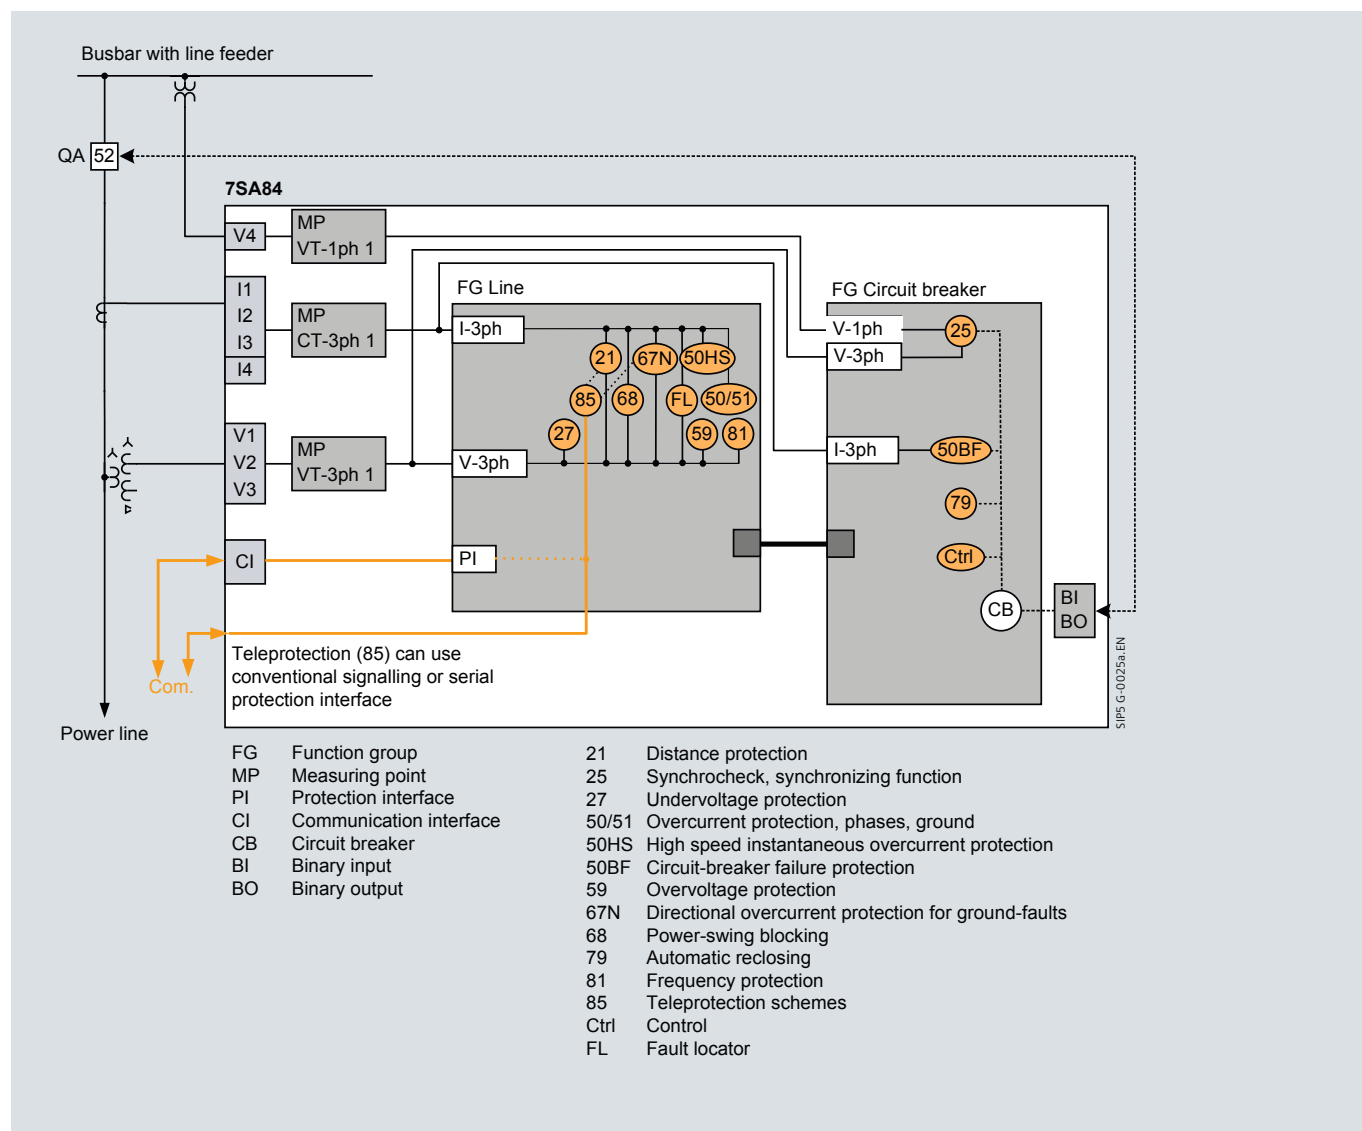 Busbar with line feeder
QA 52
7SA84
V4
MP
VT-1ph 1
I1
I2
I3
I4
MP
CT-3ph 1
V1
V2
V3
MP
VT-3ph 1
CI
FG Line
I-3ph
21
67N
50HS
85
68
FL
50/51
27
59
81
V-3ph
PI
FG Circuit breaker
V-1ph
25
V-3ph
I-3ph
50BF
79
Ctrl
CB
BI
BO
Teleprotection (85) can use
conventional signalling or serial
protection interface
Com.
Power line
SIP5 G-0025a.EN
FG Function group
MP Measuring point
PI Protection interface
CI Communication interface
CB Circuit breaker
BI Binary input
BO Binary output
21 Distance protection
25 Synchrocheck, synchronizing function
27 Undervoltage protection
50/51 Overcurrent protection, phases, ground
50HS High speed instantaneous overcurrent protection
50BF Circuit-breaker failure protection
59 Overvoltage protection
67N Directional overcurrent protection for ground-faults
68 Power-swing blocking
79 Automatic reclosing
81 Frequency protection
85 Teleprotection schemes
Ctrl Control
FL Fault locator